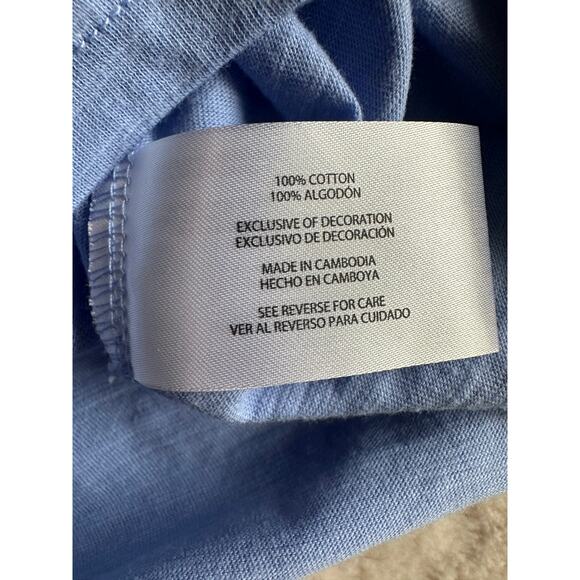 100% COTTON
100% ALGODÓN
EXCLUSIVE OF DECORATION
EXCLUSIVO DE DECORACIÓN
MADE IN CAMBODIA
HECHO EN CAMBOYA
SEE REVERSE FOR CARE
VER AL REVERSO PARA CUIDADO